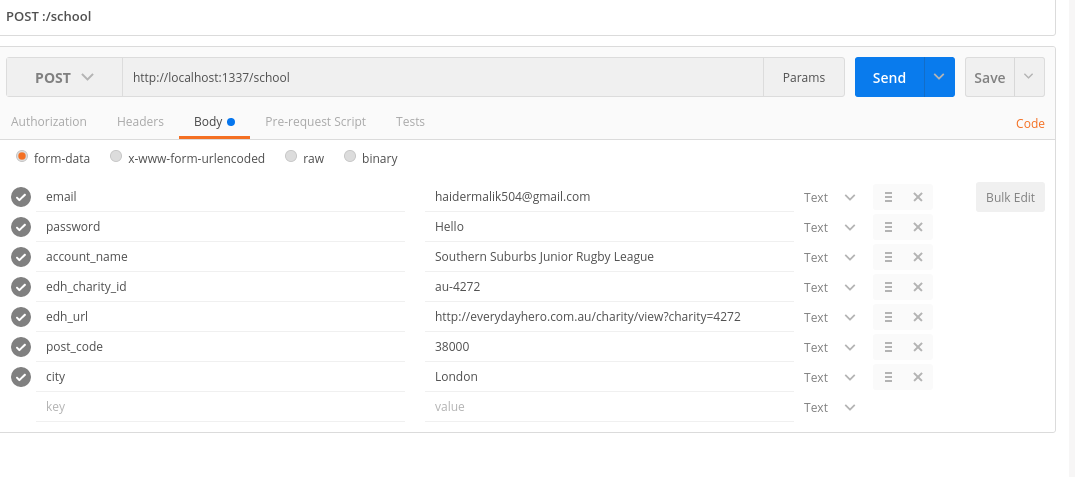 POST :/school
POST http://localhost:1337/school Params Send Save
Authorization Headers Body Pre-request Script Tests Code
form-data x-www-form-urlencoded raw binary
email haidermalik504@gmail.com Text Bulk Edit
password Hello Text
account_name Southern Suburbs Junior Rugby League Text
edh_charity_id au-4272 Text
edh_url http://everydayhero.com.au/charity/view?charity=4272 Text
post_code 38000 Text
city London Text
key value Text